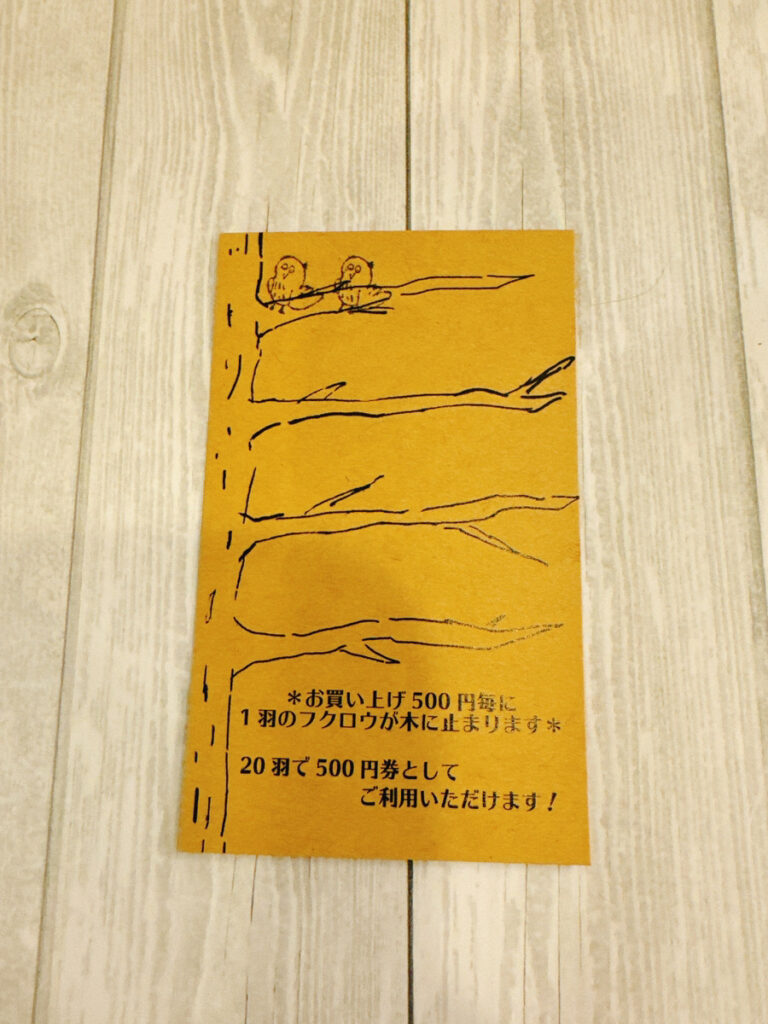 ＊お買い上げ 500 円毎に
1 羽のフクロウが木に止まります＊
20 羽で 500 円券として
ご利用いただけます！